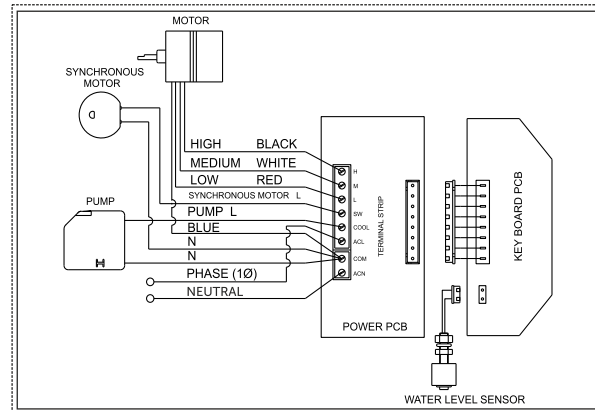 MOTOR
SYNCHRONOUS
MOTOR
HIGH BLACK
MEDIUM WHITE
LOW RED
SYNCHRONOUS MOTOR L
PUMP
PUMP L
BLUE
N
N
PHASE (1Ø)
NEUTRAL
H
M
L
SW
COOL
ACL
COM
ACN
TERMINAL STRIP
POWER PCB
KEY BOARD PCB
WATER LEVEL SENSOR